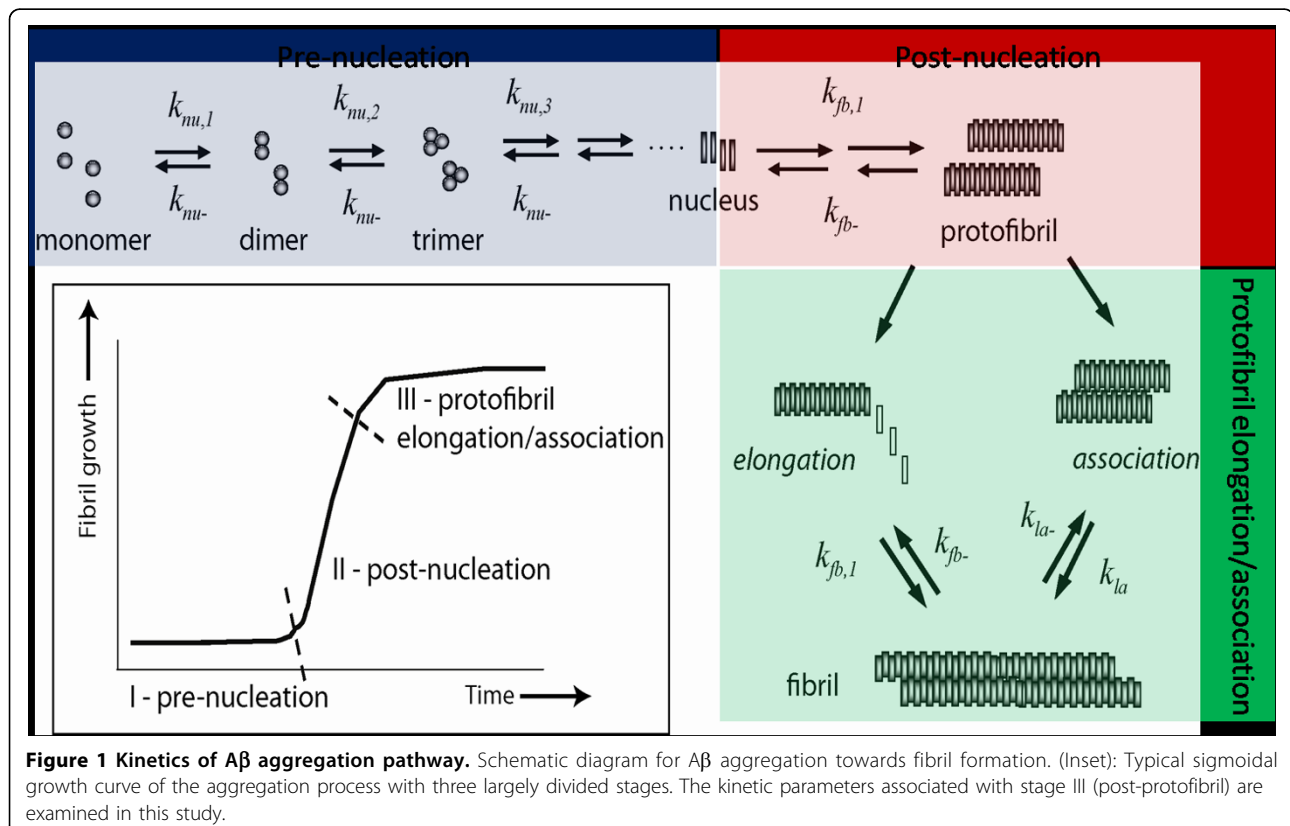 Pre-nucleation
Post-nucleation
k_nu,1
k_nu,2
k_nu,3
k_fb,1
....
k_nu-
k_nu-
k_nu-
nucleus
k_fb-
monomer
dimer
trimer
protofibril
Fibril growth
III - protofibril
elongation/association
II - post-nucleation
I - pre-nucleation
Time
elongation
association
k_fb,1
k_fb-
k_la-
k_la
fibril
Protofibril elongation/association
Figure 1 Kinetics of Aβ aggregation pathway. Schematic diagram for Aβ aggregation towards fibril formation. (Inset): Typical sigmoidal
growth curve of the aggregation process with three largely divided stages. The kinetic parameters associated with stage III (post-protofibril) are
examined in this study.